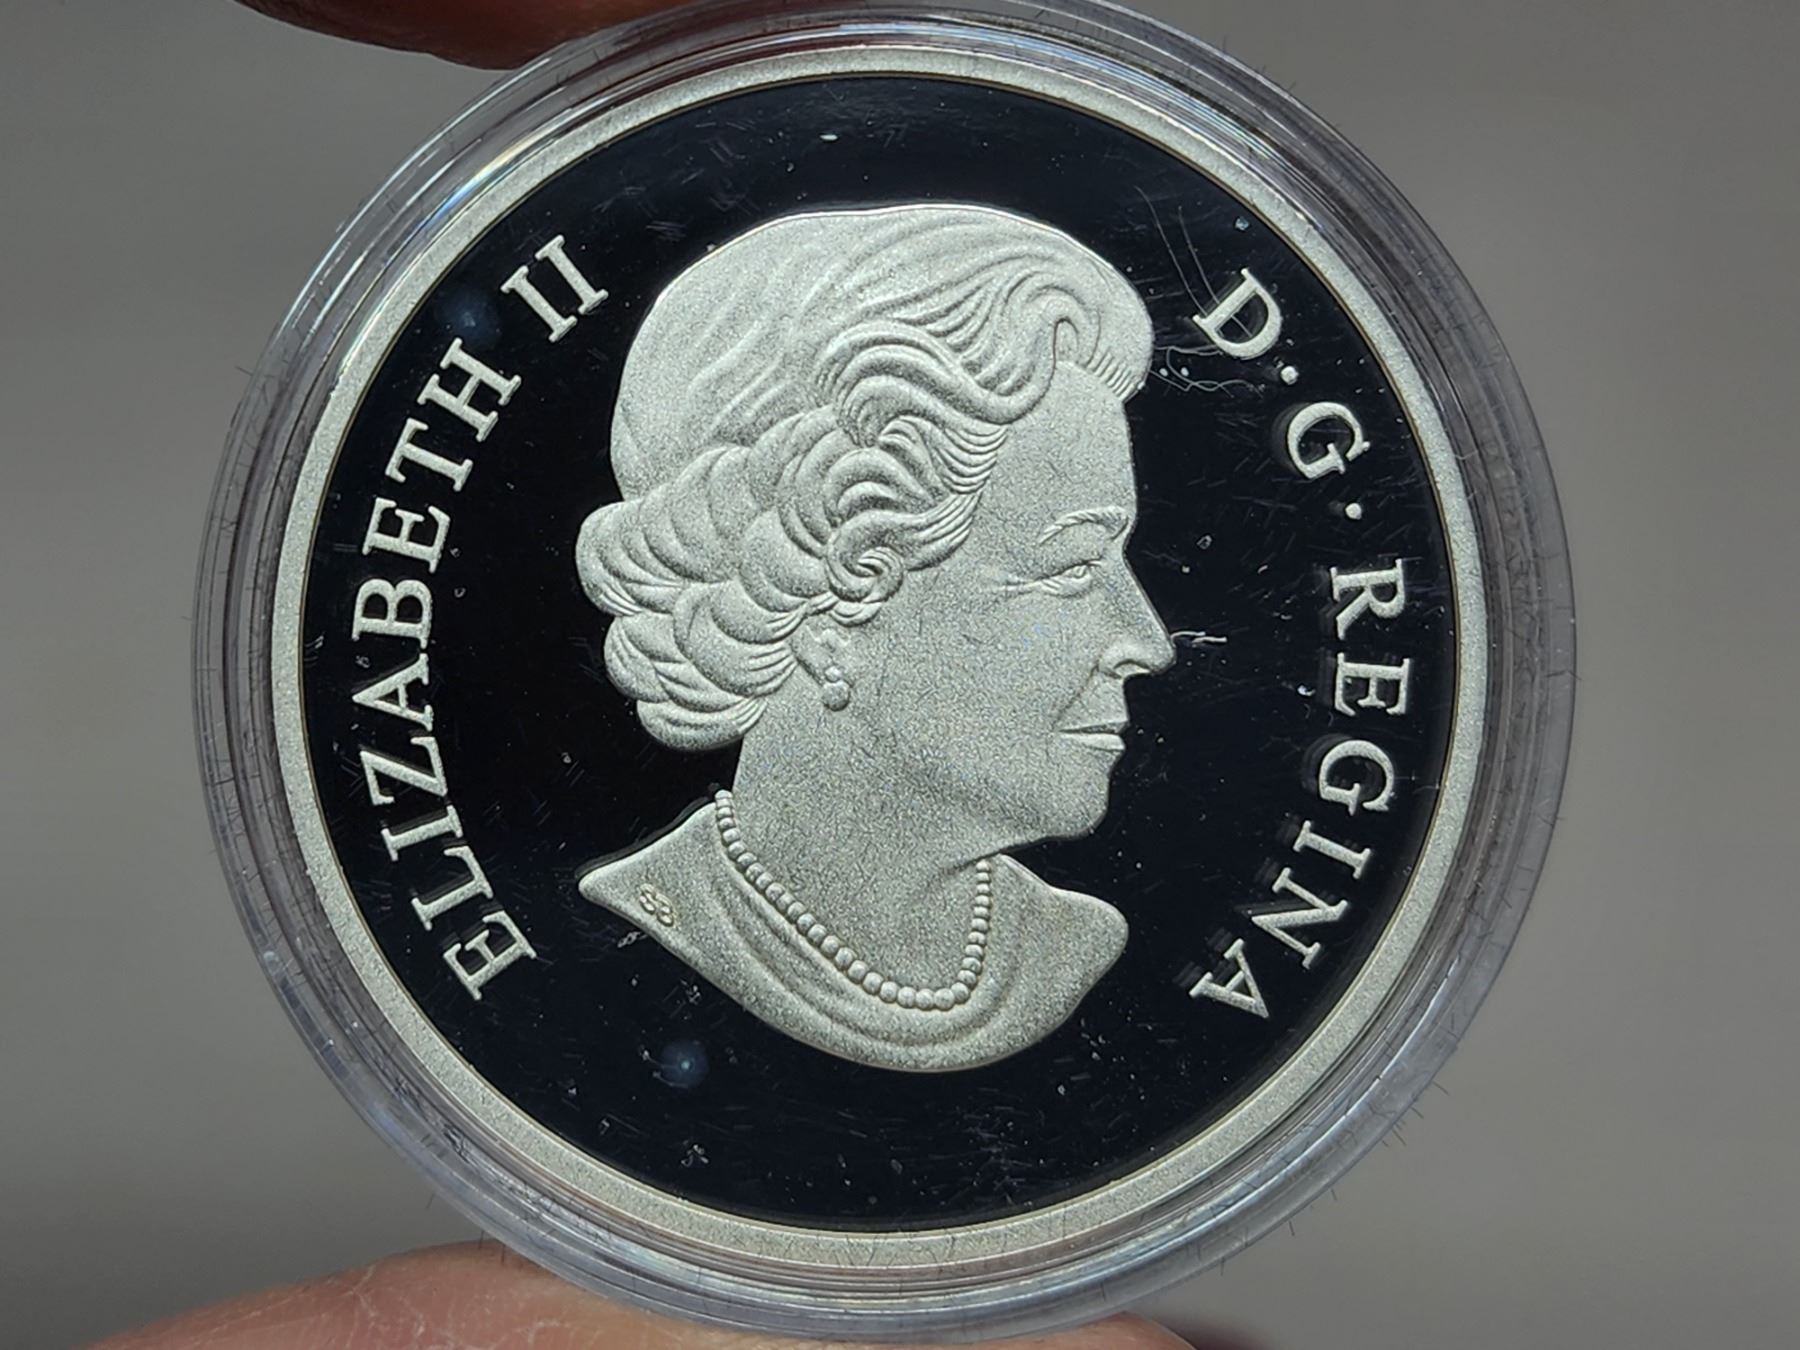 ELIZABETH II
D·G·REGINA
SB